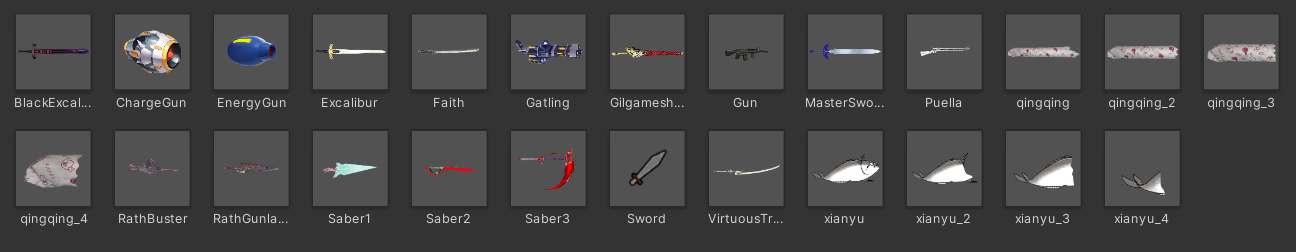 BlackExcal...
ChargeGun
EnergyGun
Excalibur
Faith
Gatling
Gilgamesh...
Gun
MasterSwo...
Puella
qingqing
qingqing_2
qingqing_3
qingqing_4
RathBuster
RathGunla...
Saber1
Saber2
Saber3
Sword
VirtuousTr...
xianyu
xianyu_2
xianyu_3
xianyu_4